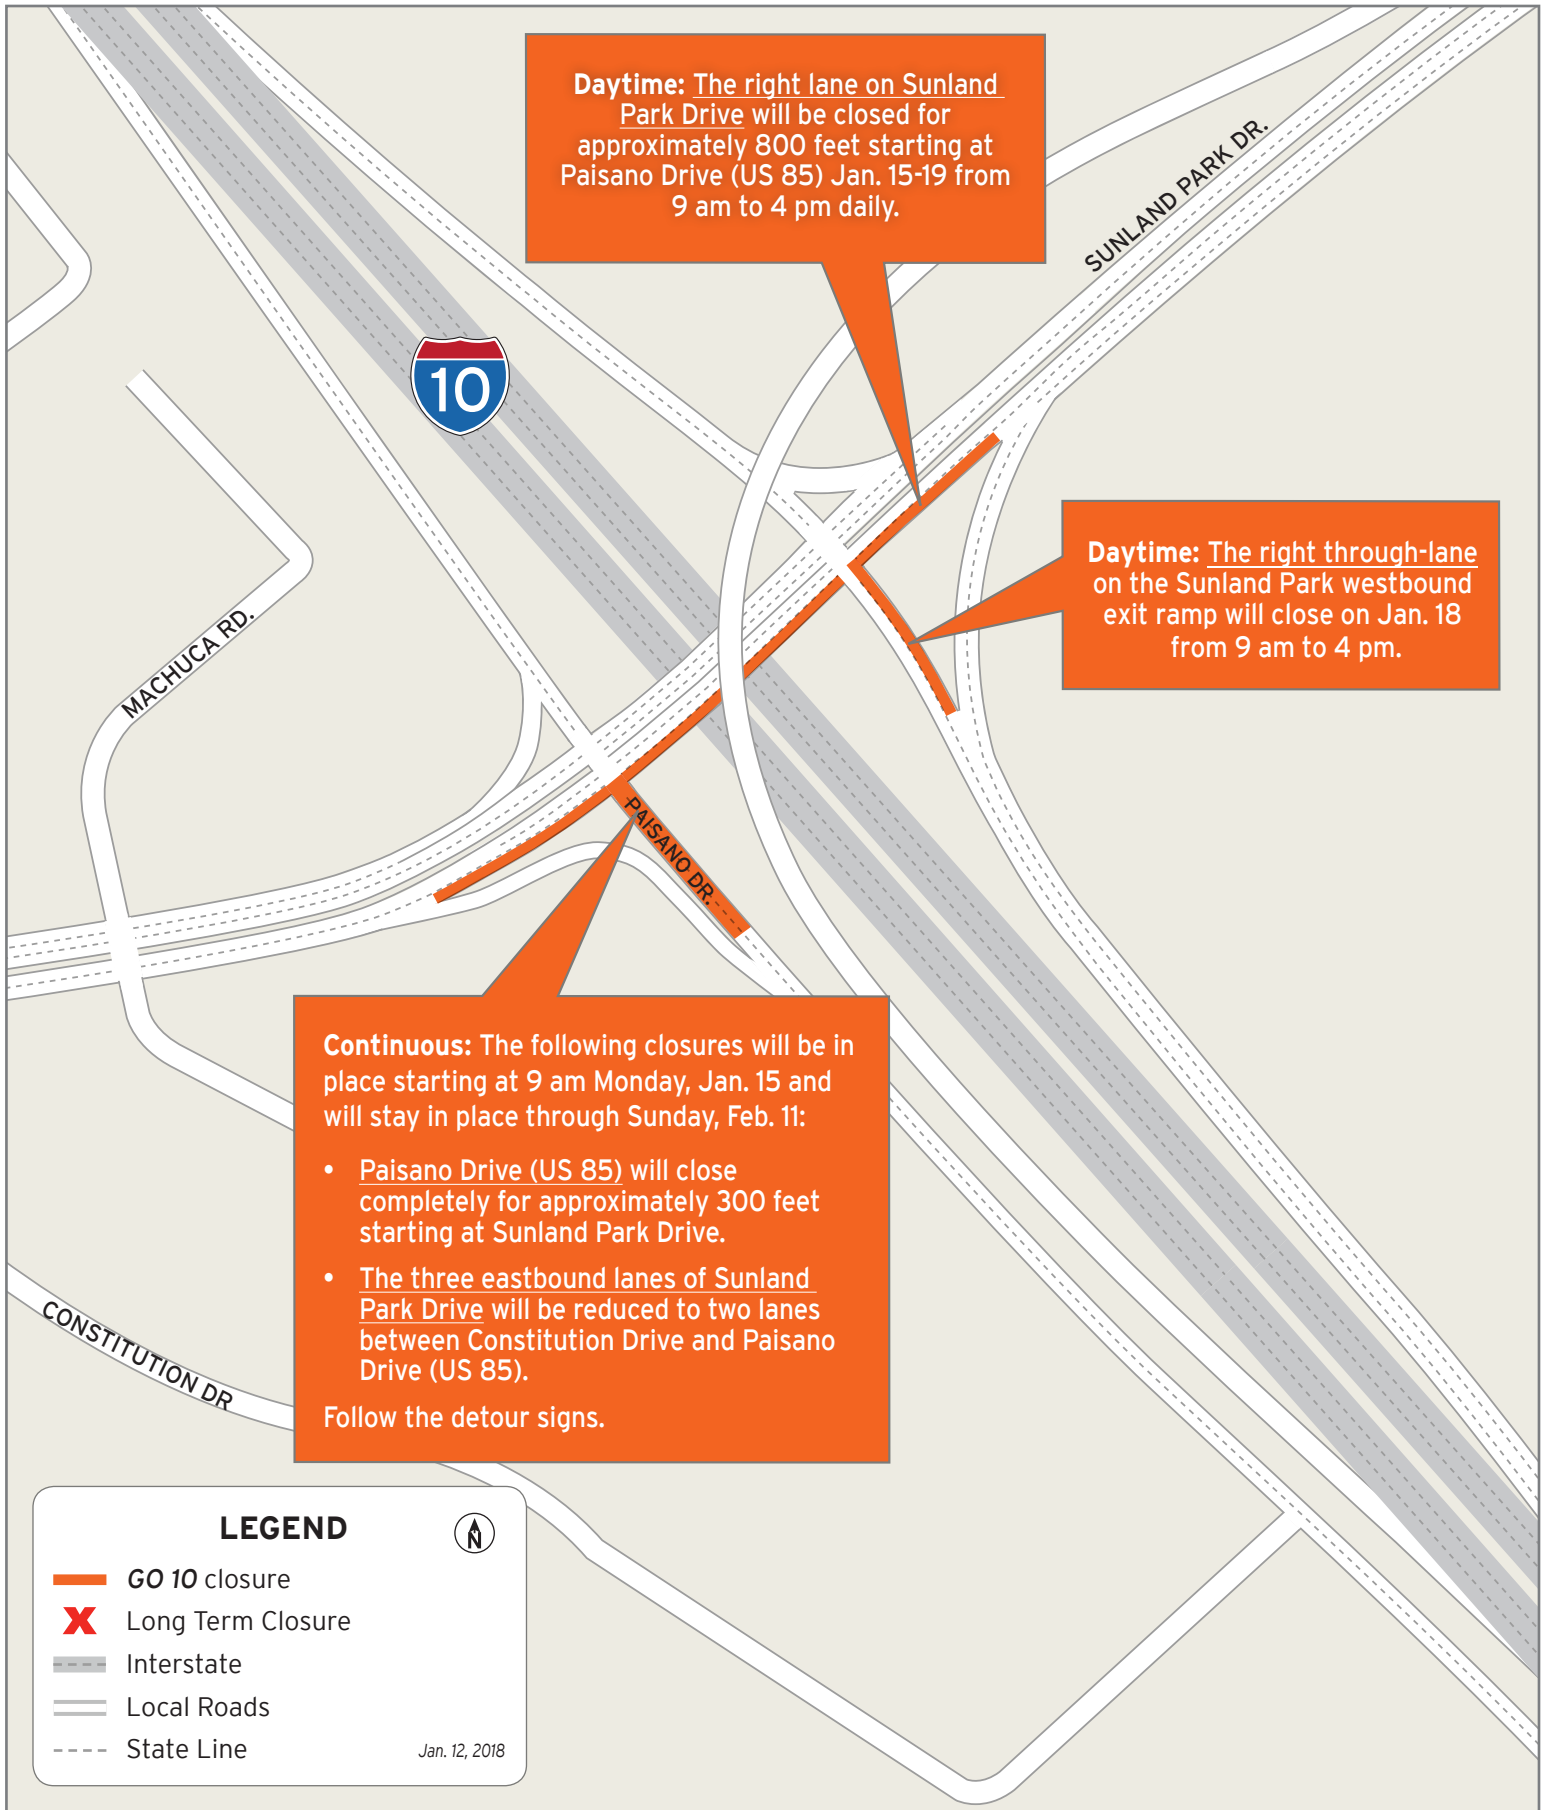 Daytime: The right lane on Sunland
Park Drive will be closed for
approximately 800 feet starting at
Paisano Drive (US 85) Jan. 15-19 from
9 am to 4 pm daily.
SUNLAND PARK DR.
10
Daytime: The right through-lane
on the Sunland Park westbound
exit ramp will close on Jan. 18
from 9 am to 4 pm.
MACHUCA RD.
PAISANO DR.
Continuous: The following closures will be in
place starting at 9 am Monday, Jan. 15 and
will stay in place through Sunday, Feb. 11:
• Paisano Drive (US 85) will close
completely for approximately 300 feet
starting at Sunland Park Drive.
• The three eastbound lanes of Sunland
Park Drive will be reduced to two lanes
between Constitution Drive and Paisano
Drive (US 85).
Follow the detour signs.
CONSTITUTION DR
LEGEND
N
GO 10 closure
X Long Term Closure
Interstate
Local Roads
State Line
Jan. 12, 2018